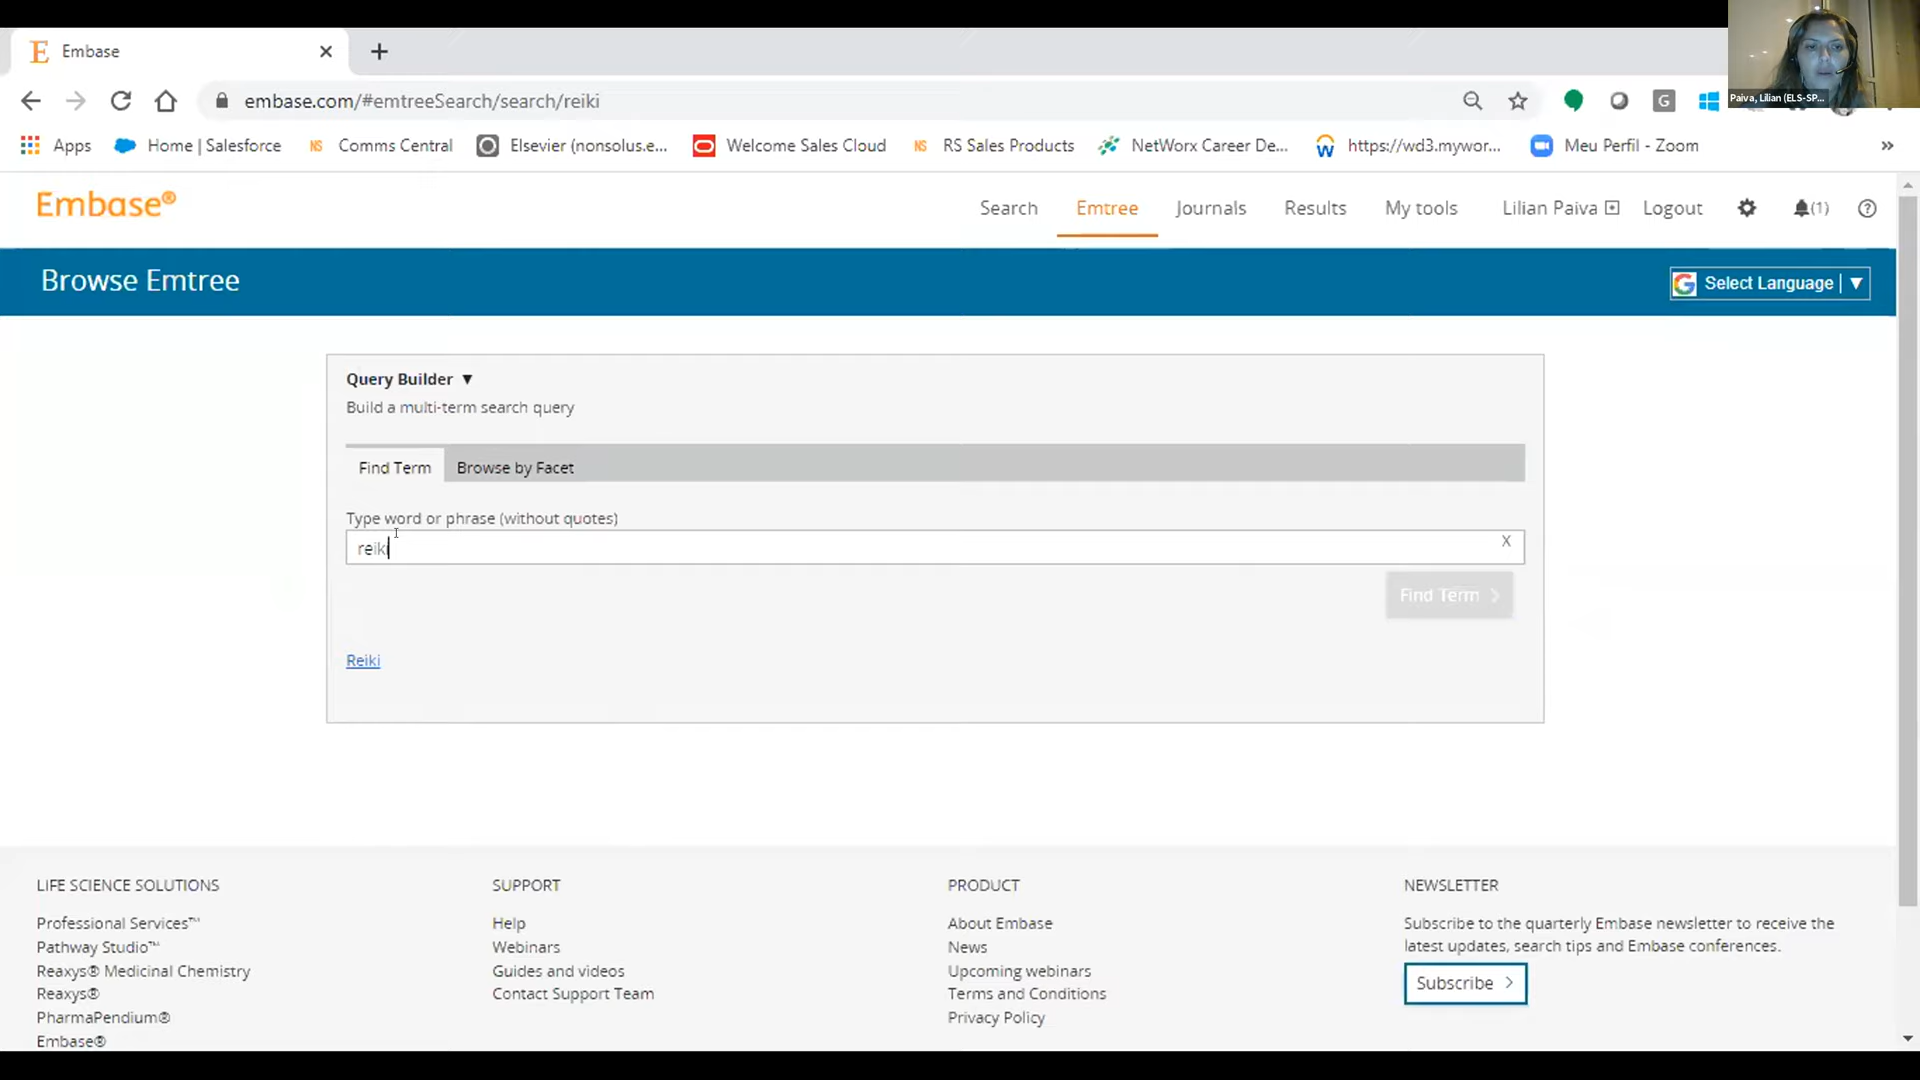 Embase
embase.com/#emtreeSearch/search/reiki
Paiva, Lilian (ELS-SP...
Apps
Home | Salesforce
NS Comms Central
Elsevier (nonsolus.e...
Welcome Sales Cloud
NS RS Sales Products
NetWorx Career De...
https://wd3.mywor...
Meu Perfil - Zoom
»
Embase®
Search
Emtree
Journals
Results
My tools
Lilian Paiva
Logout
(1)
Browse Emtree
Select Language
Query Builder
Build a multi-term search query
Find Term
Browse by Facet
Type word or phrase (without quotes)
reiki
X
Find Term
Reiki
LIFE SCIENCE SOLUTIONS
Professional Services™
Pathway Studio™
Reaxys® Medicinal Chemistry
Reaxys®
PharmaPendium®
Embase®
SUPPORT
Help
Webinars
Guides and videos
Contact Support Team
PRODUCT
About Embase
News
Upcoming webinars
Terms and Conditions
Privacy Policy
NEWSLETTER
Subscribe to the quarterly Embase newsletter to receive the
latest updates, search tips and Embase conferences.
Subscribe